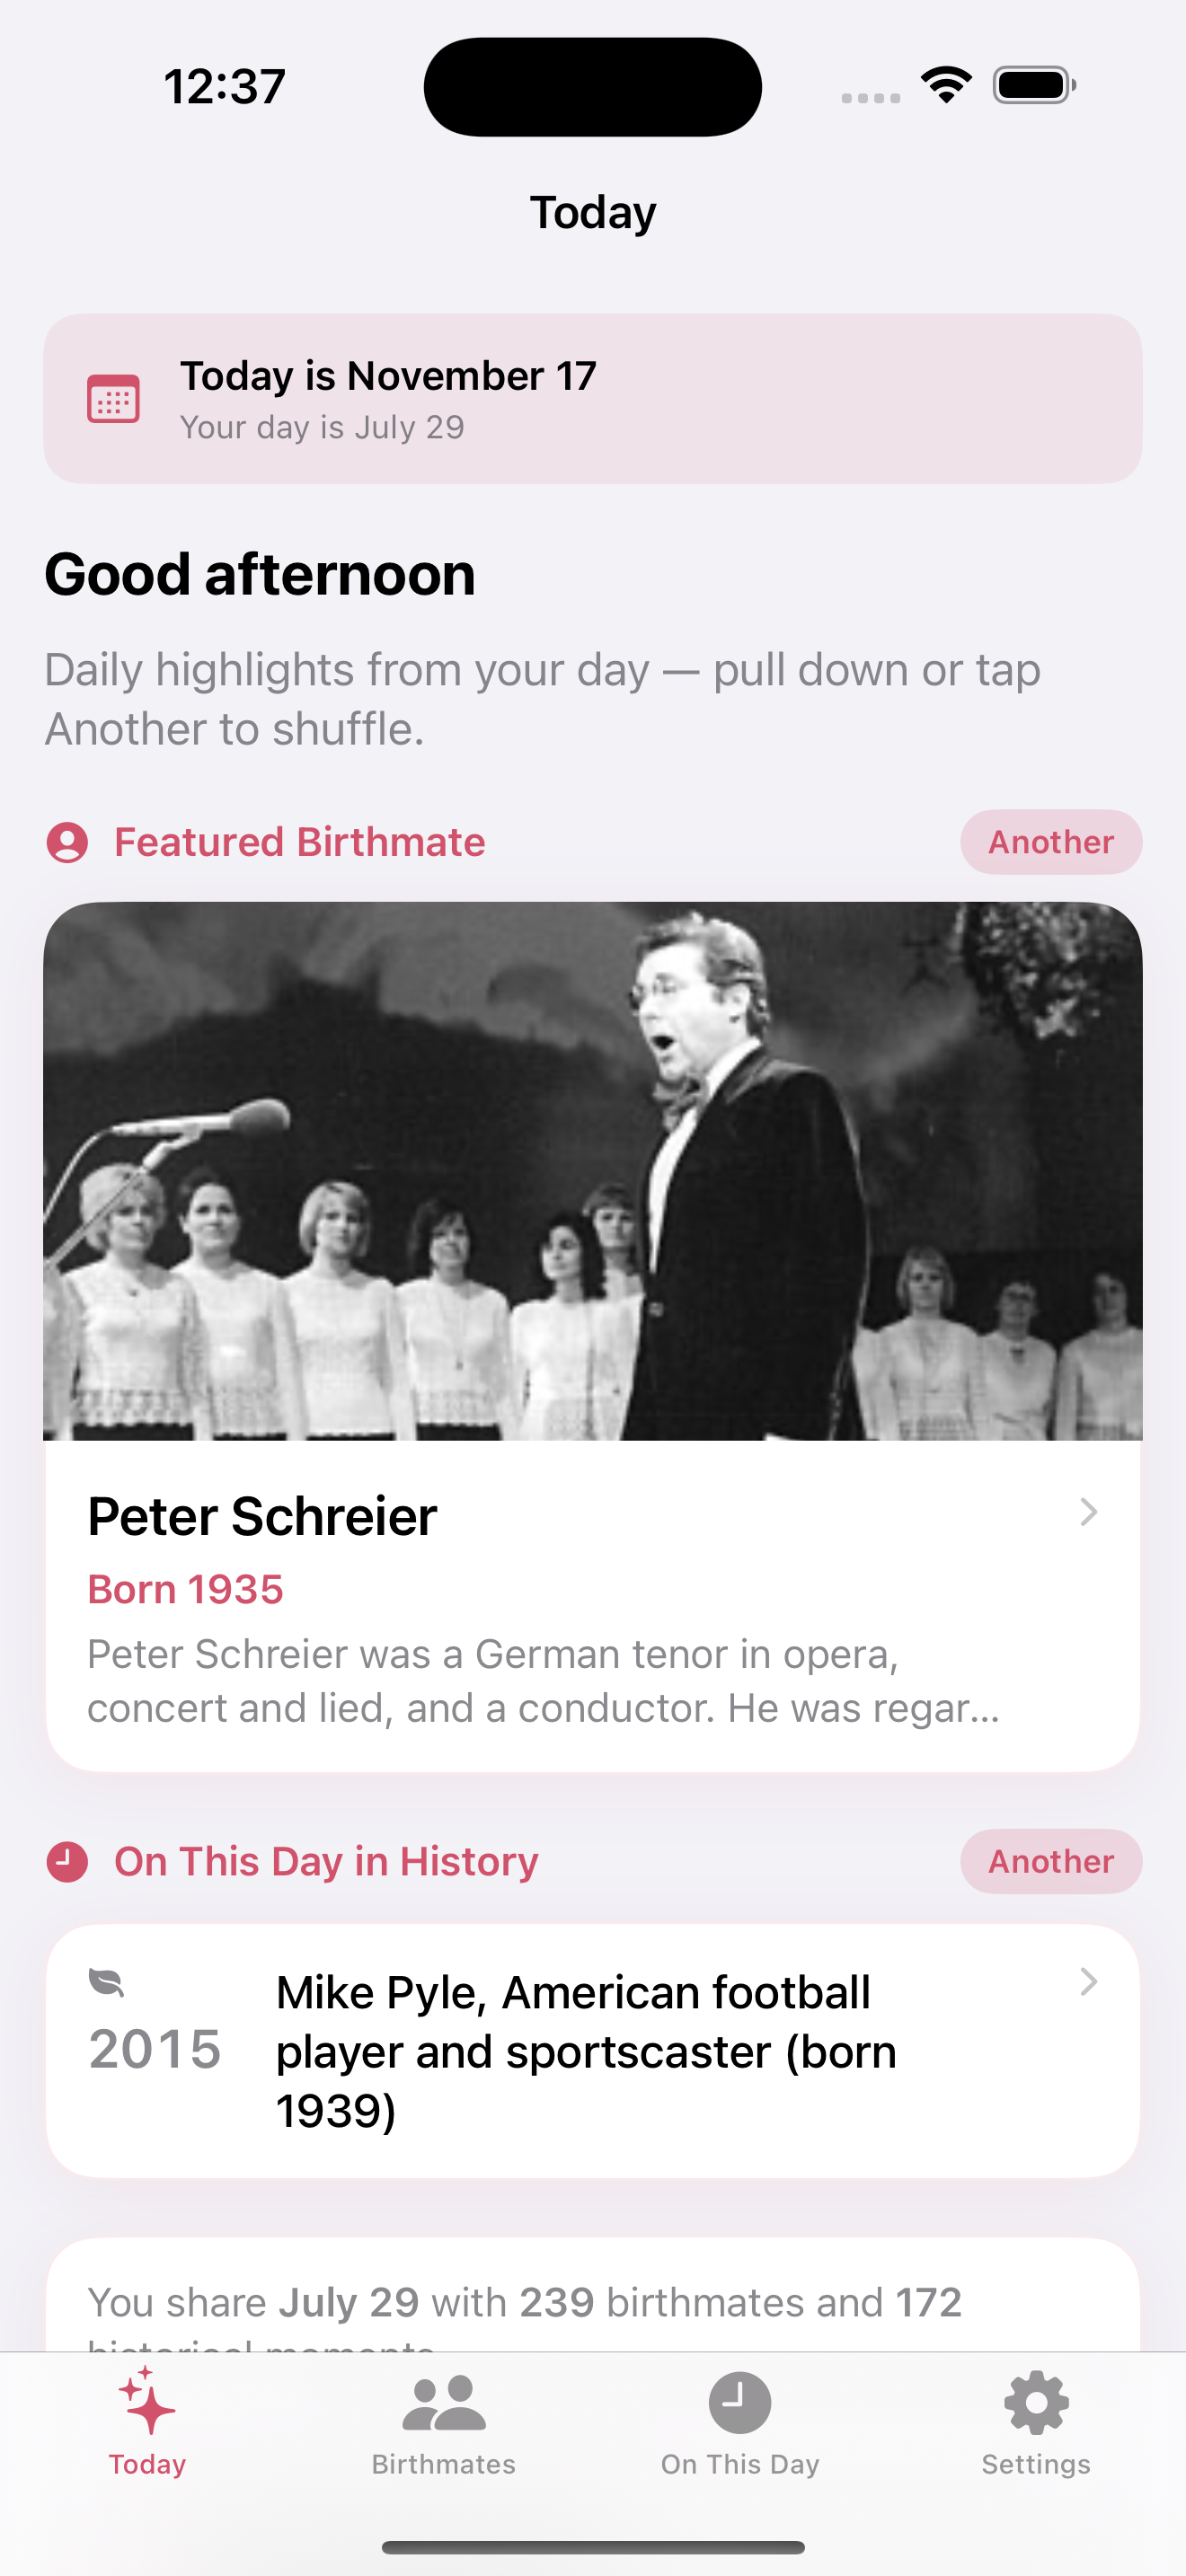 12:37
Today
Today is November 17
Your day is July 29
Good afternoon
Daily highlights from your day — pull down or tap
Another to shuffle.
Featured Birthmate
Another
Peter Schreier
Born 1935
Peter Schreier was a German tenor in opera,
concert and lied, and a conductor. He was regar...
On This Day in History
Another
2015
Mike Pyle, American football
player and sportscaster (born
1939)
You share July 29 with 239 birthmates and 172
historical moments
Today
Birthmates
On This Day
Settings